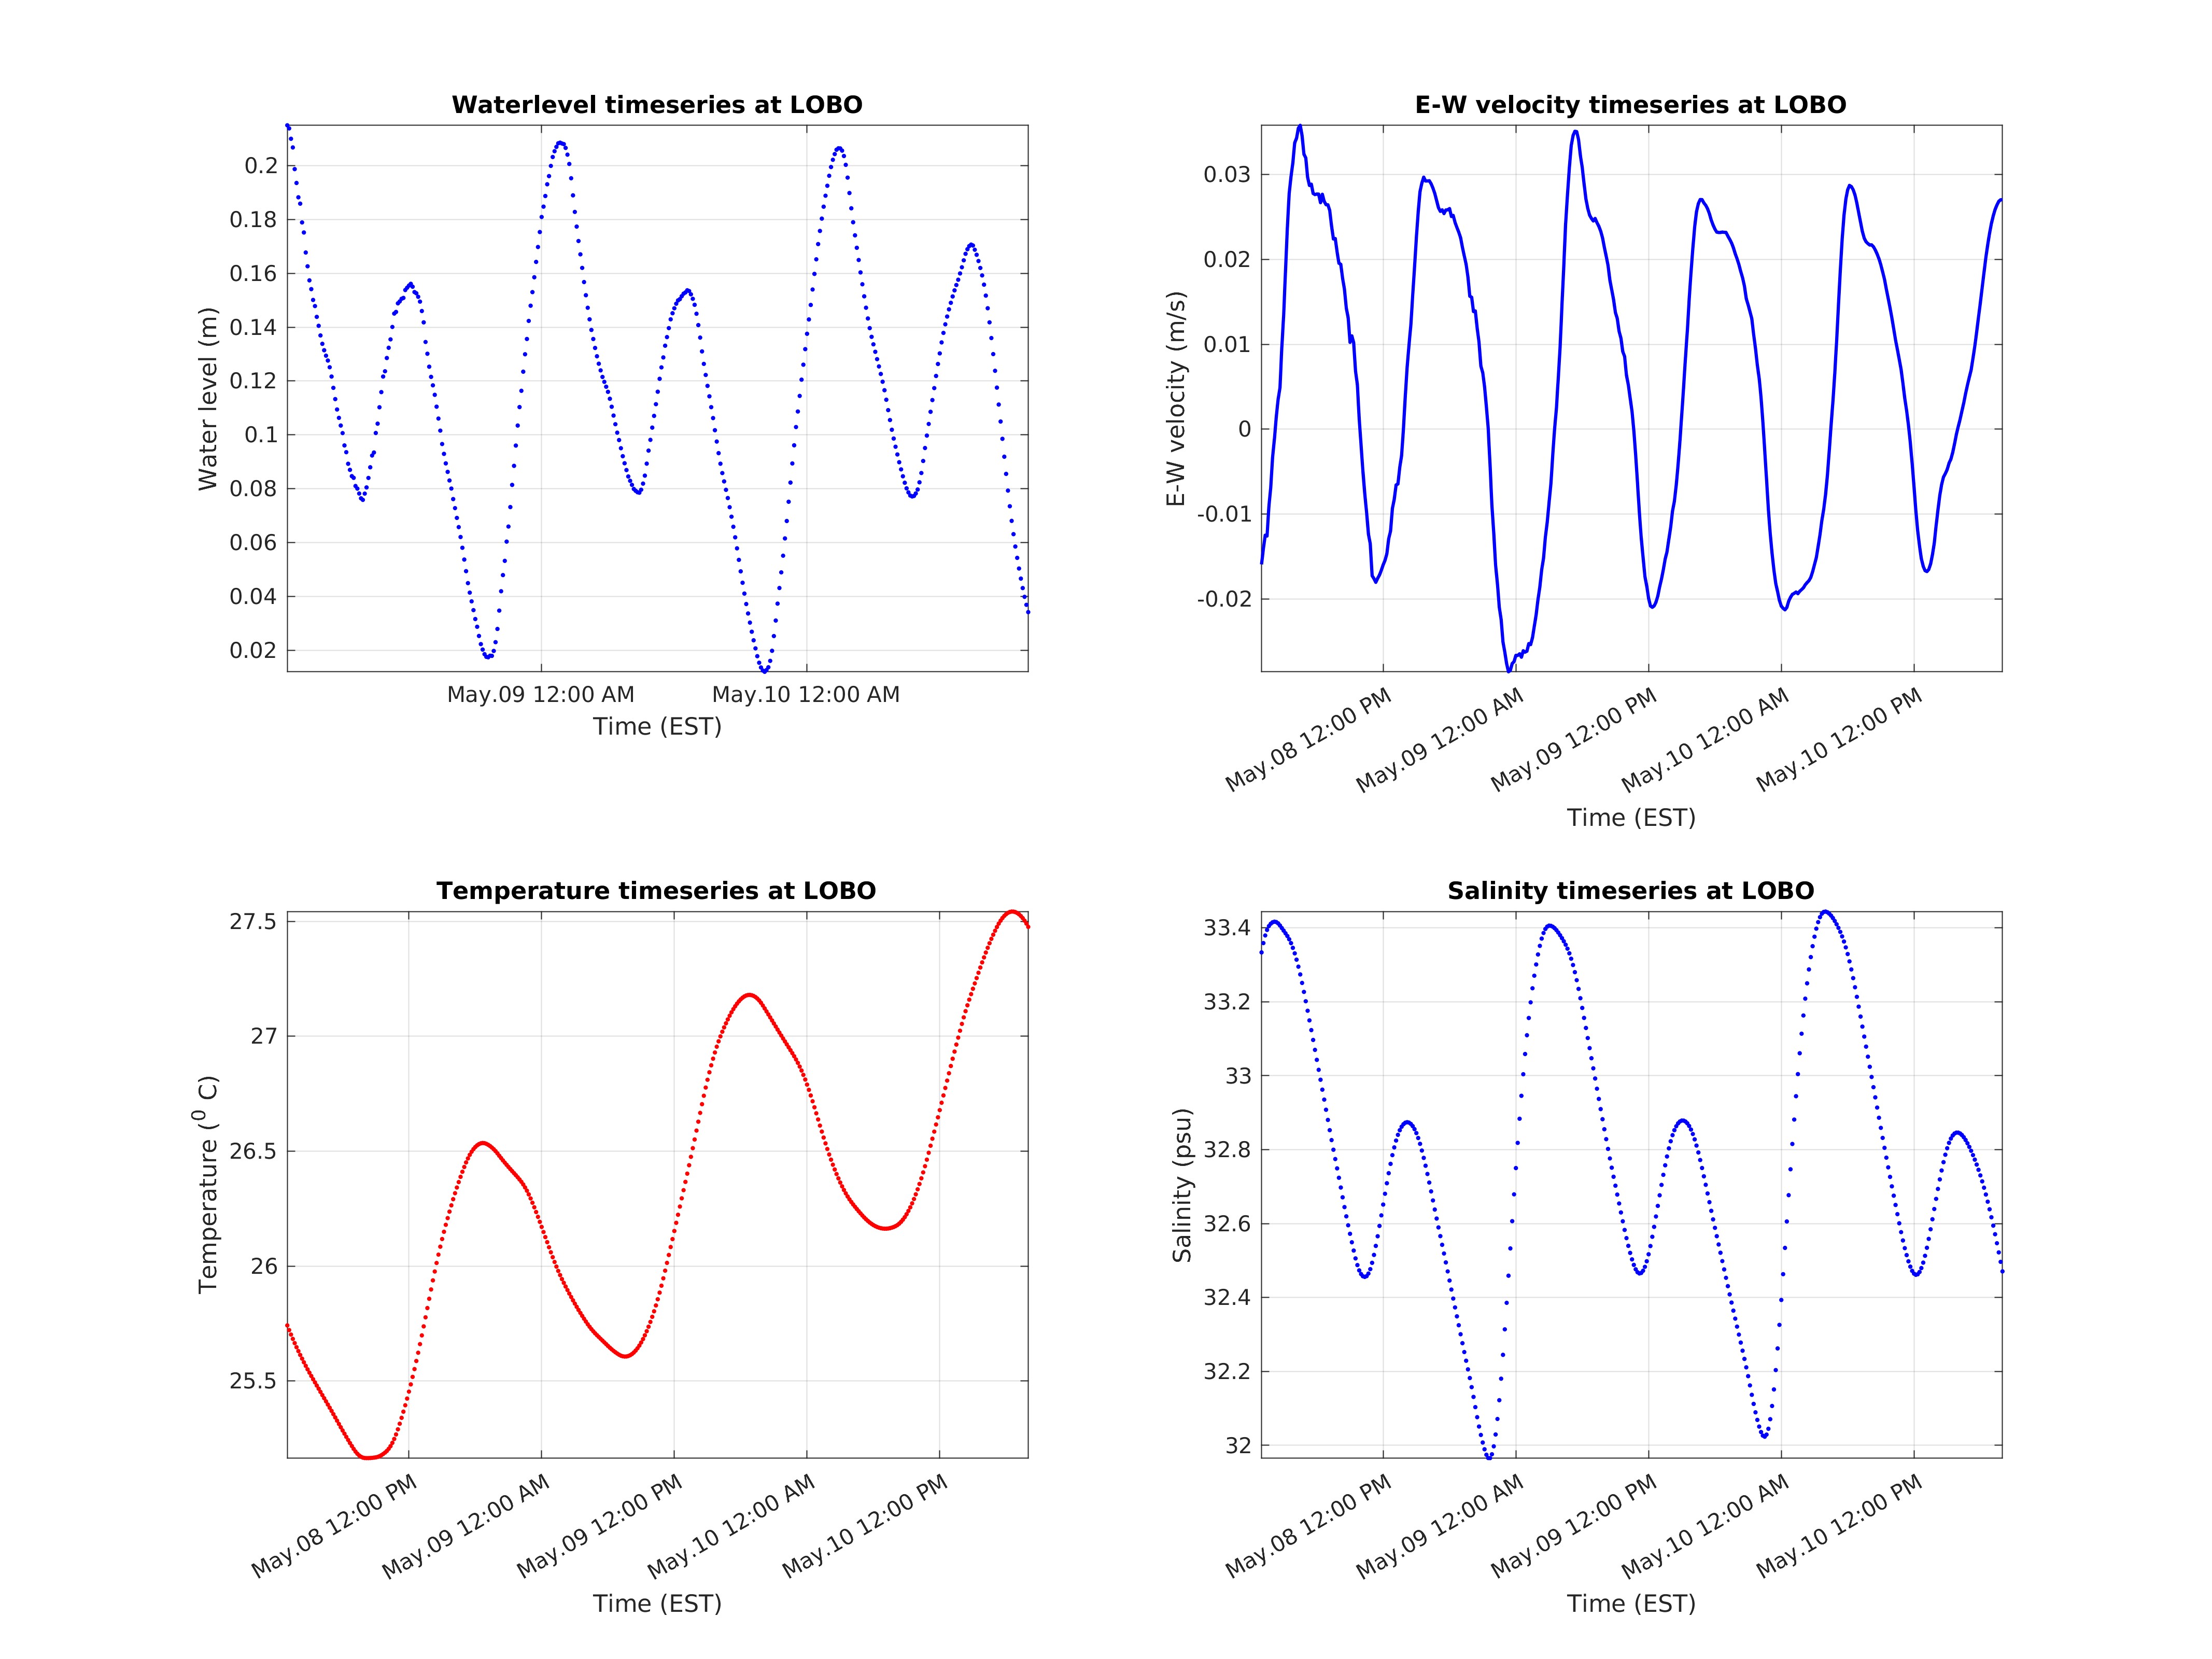 Waterlevel timeseries at LOBO
0.2
0.18
0.16
0.14
0.12
0.1
0.08
0.06
0.04
0.02
Water level (m)
May.09 12:00 AM
May.10 12:00 AM
Time (EST)
E-W velocity timeseries at LOBO
0.03
0.02
0.01
0
-0.01
-0.02
E-W velocity (m/s)
May.08 12:00 PM
May.09 12:00 AM
May.09 12:00 PM
May.10 12:00 AM
May.10 12:00 PM
Time (EST)
Temperature timeseries at LOBO
27.5
27
26.5
26
25.5
Temperature (⁰ C)
May.08 12:00 PM
May.09 12:00 AM
May.09 12:00 PM
May.10 12:00 AM
May.10 12:00 PM
Time (EST)
Salinity timeseries at LOBO
33.4
33.2
33
32.8
32.6
32.4
32.2
32
Salinity (psu)
May.08 12:00 PM
May.09 12:00 AM
May.09 12:00 PM
May.10 12:00 AM
May.10 12:00 PM
Time (EST)